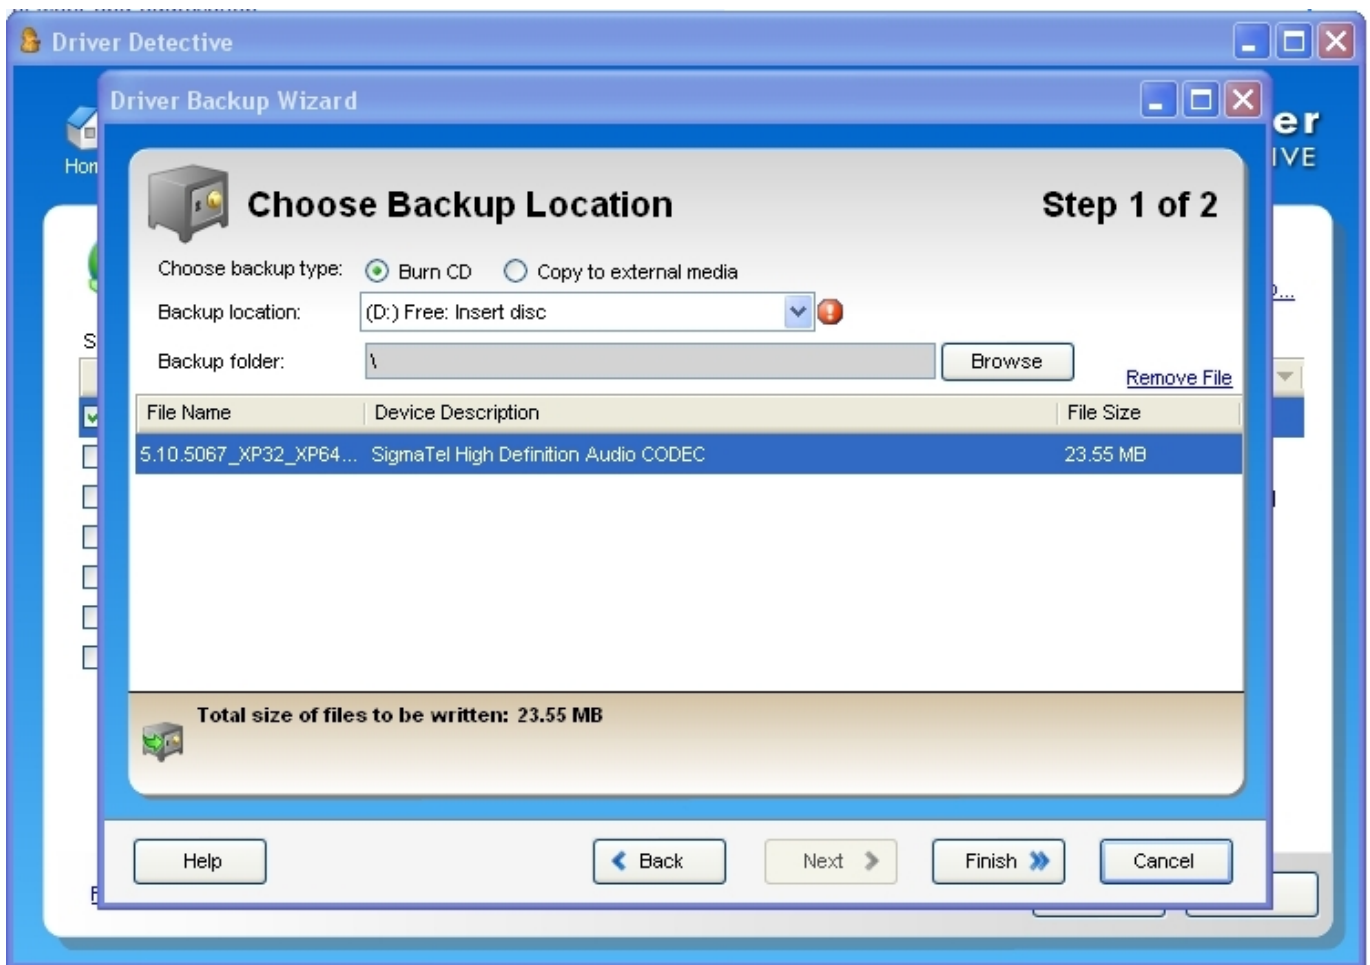 Driver Detective
Driver Backup Wizard
er
IVE
Hom
Choose Backup Location
Step 1 of 2
Choose backup type:
Burn CD
Copy to external media
Backup location:
(D:) Free: Insert disc
Backup folder:
\
Browse
Remove File
S
File Name
Device Description
File Size
5.10.5067_XP32_XP64...
SigmaTel High Definition Audio CODEC
23.55 MB
Total size of files to be written: 23.55 MB
Help
Back
Next
Finish
Cancel